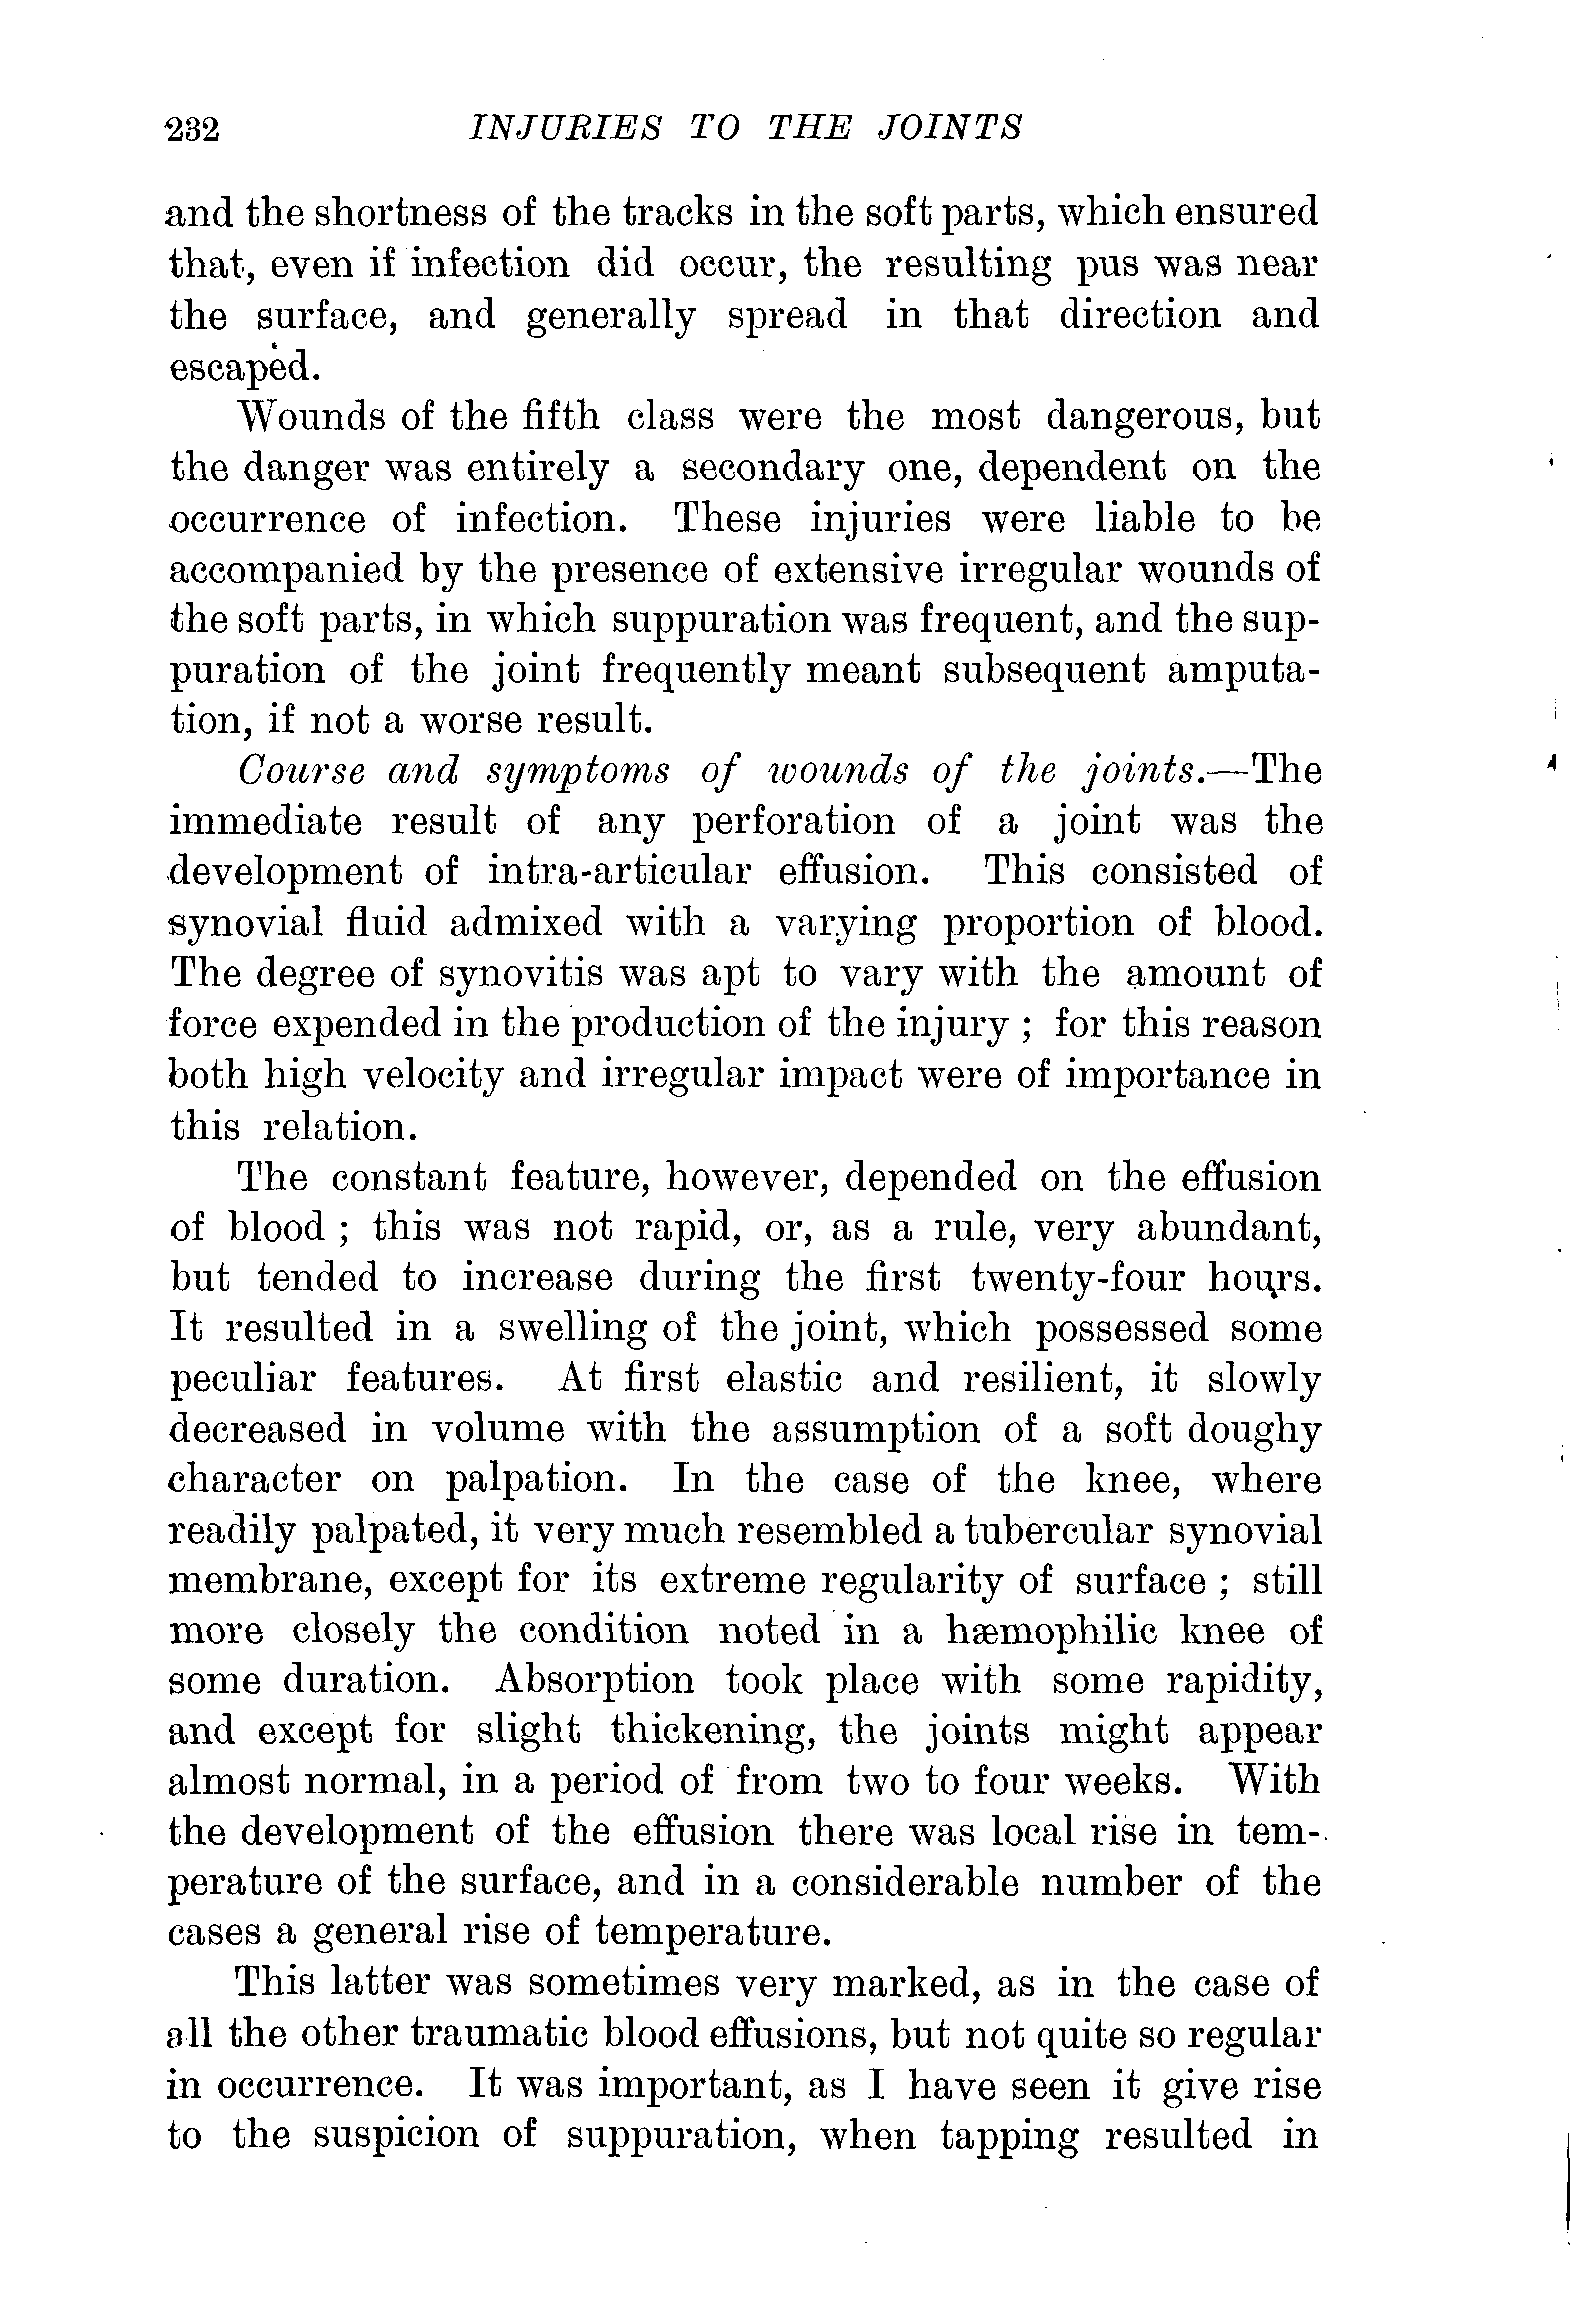 232 INJURIES TO THE JOINTS
and the shortness of the tracks in the soft parts, which ensured
that, even if infection did occur, the resulting pus was near
the surface, and generally spread in that direction and
escaped.
Wounds of the fifth class were the most dangerous, but
the danger was entirely a secondary one, dependent on the
occurrence of infection. These injuries were liable to be
accompanied by the presence of extensive irregular wounds of
the soft parts, in which suppuration was frequent, and the sup-
puration of the joint frequently meant subsequent amputa-
tion, if not a worse result.
Course and symptoms of wounds of the joints.—The
immediate result of any perforation of a joint was the
development of intra-articular effusion. This consisted of
synovial fluid admixed with a varying proportion of blood.
The degree of synovitis was apt to vary with the amount of
force expended in the production of the injury ; for this reason
both high velocity and irregular impact were of importance in
this relation.
The constant feature, however, depended on the effusion
of blood ; this was not rapid, or, as a rule, very abundant,
but tended to increase during the first twenty-four hours.
It resulted in a swelling of the joint, which possessed some
peculiar features. At first elastic and resilient, it slowly
decreased in volume with the assumption of a soft doughy
character on palpation. In the case of the knee, where
readily palpated, it very much resembled a tubercular synovial
membrane, except for its extreme regularity of surface ; still
more closely the condition noted in a hæmophilic knee of
some duration. Absorption took place with some rapidity,
and except for slight thickening, the joints might appear
almost normal, in a period of from two to four weeks. With
the development of the effusion there was local rise in tem-
perature of the surface, and in a considerable number of the
cases a general rise of temperature.
This latter was sometimes very marked, as in the case of
all the other traumatic blood effusions, but not quite so regular
in occurrence. It was important, as I have seen it give rise
to the suspicion of suppuration, when tapping resulted in